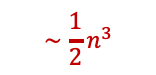 ~ 1/2 n³